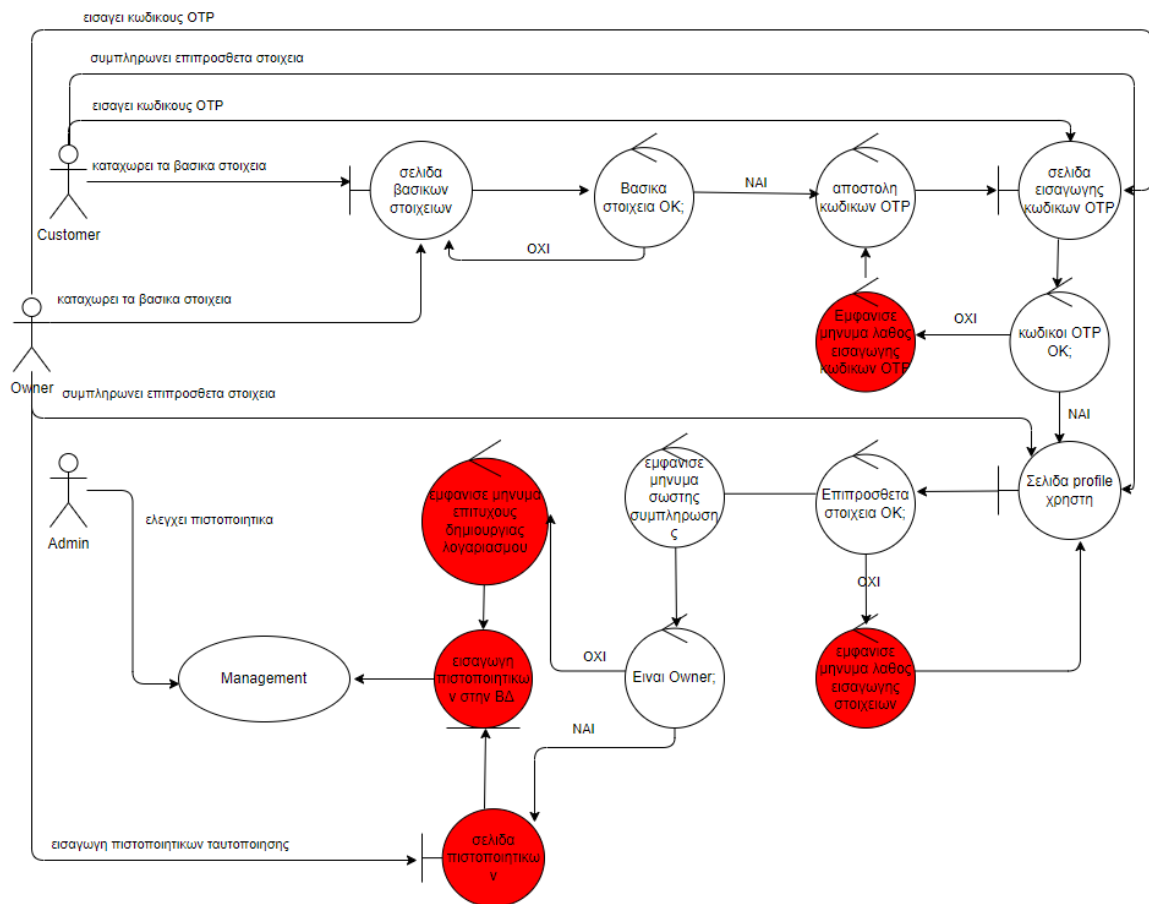 εισαγει κωδικους OTP
συμπληρωνει επιπροσθετα στοιχεια
εισαγει κωδικους OTP
καταχωρει τα βασικα στοιχεια
Customer
σελιδα
βασικων
στοιχειων
Βασικα
στοιχεια ΟΚ;
ΝΑΙ
ΟΧΙ
αποστολη
κωδικων OTP
σελιδα
εισαγωγης
κωδικων OTP
καταχωρει τα βασικα στοιχεια
Owner
Εμφανισε
μηνυμα λαθος
εισαγωγης
κωδικων OTP
ΟΧΙ
κωδικοι OTP
OK;
ΝΑΙ
συμπληρωνει επιπροσθετα στοιχεια
Admin
ελεγχει πιστοποιητικα
εμφανισε μηνυμα
επιτυχους
δημιουργιας
λογαριασμου
εμφανισε
μηνυμα
σωστης
συμπληρωση
ς
Επιπροσθετα
στοιχεια ΟΚ;
Σελιδα profile
χρηστη
ΟΧΙ
Management
εισαγωγη
πιστοποιητικω
ν στην ΒΔ
ΟΧΙ
Ειναι Owner;
εμφανισε
μηνυμα λαθος
εισαγωγης
στοιχειων
ΝΑΙ
εισαγωγη πιστοποιητικων ταυτοποιησης
σελιδα
πιστοποιητικω
ν